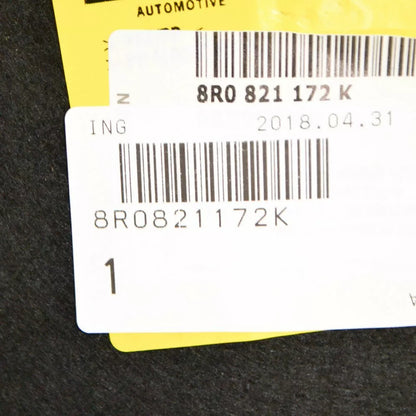 AUTOMOTIVE
N
8R0 821 172 K
ING 2018.04.31
8R0821172K
1
A